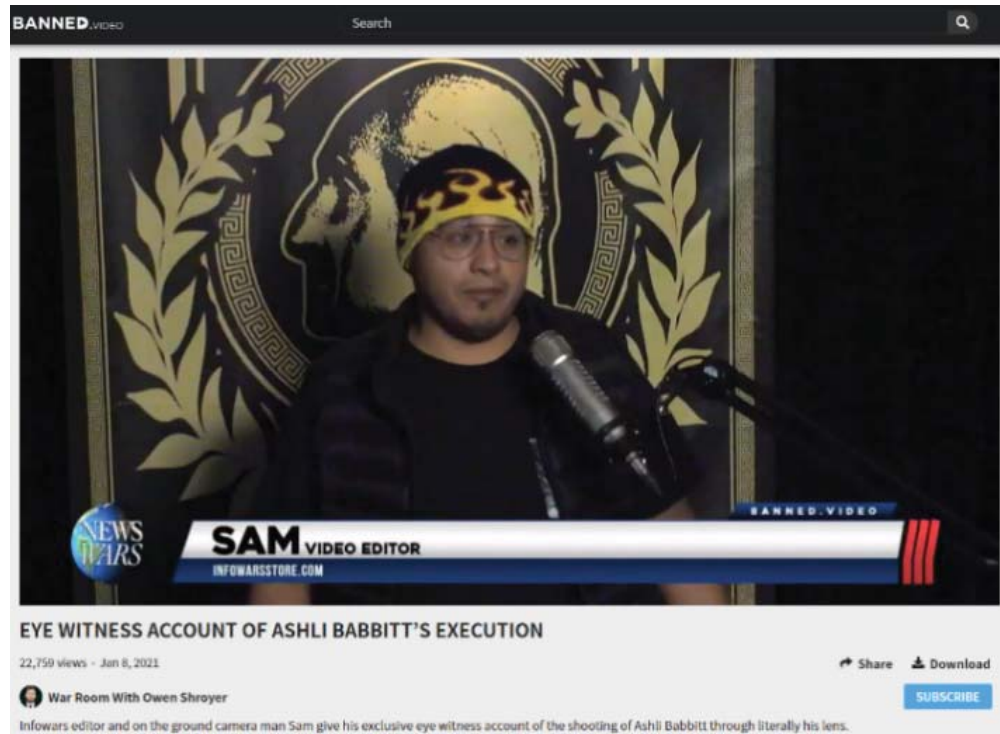 BANNED.VIDEO Search
NEWS
WARS
BANNED.VIDEO
SAM VIDEO EDITOR
INFOWARSSTORE.COM
EYE WITNESS ACCOUNT OF ASHLI BABBITT'S EXECUTION
22,759 views - Jan 8, 2021 Share Download
War Room With Owen Shroyer SUBSCRIBE
Infowars editor and on the ground camera man Sam give his exclusive eye witness account of the shooting of Ashli Babbitt through literally his lens.